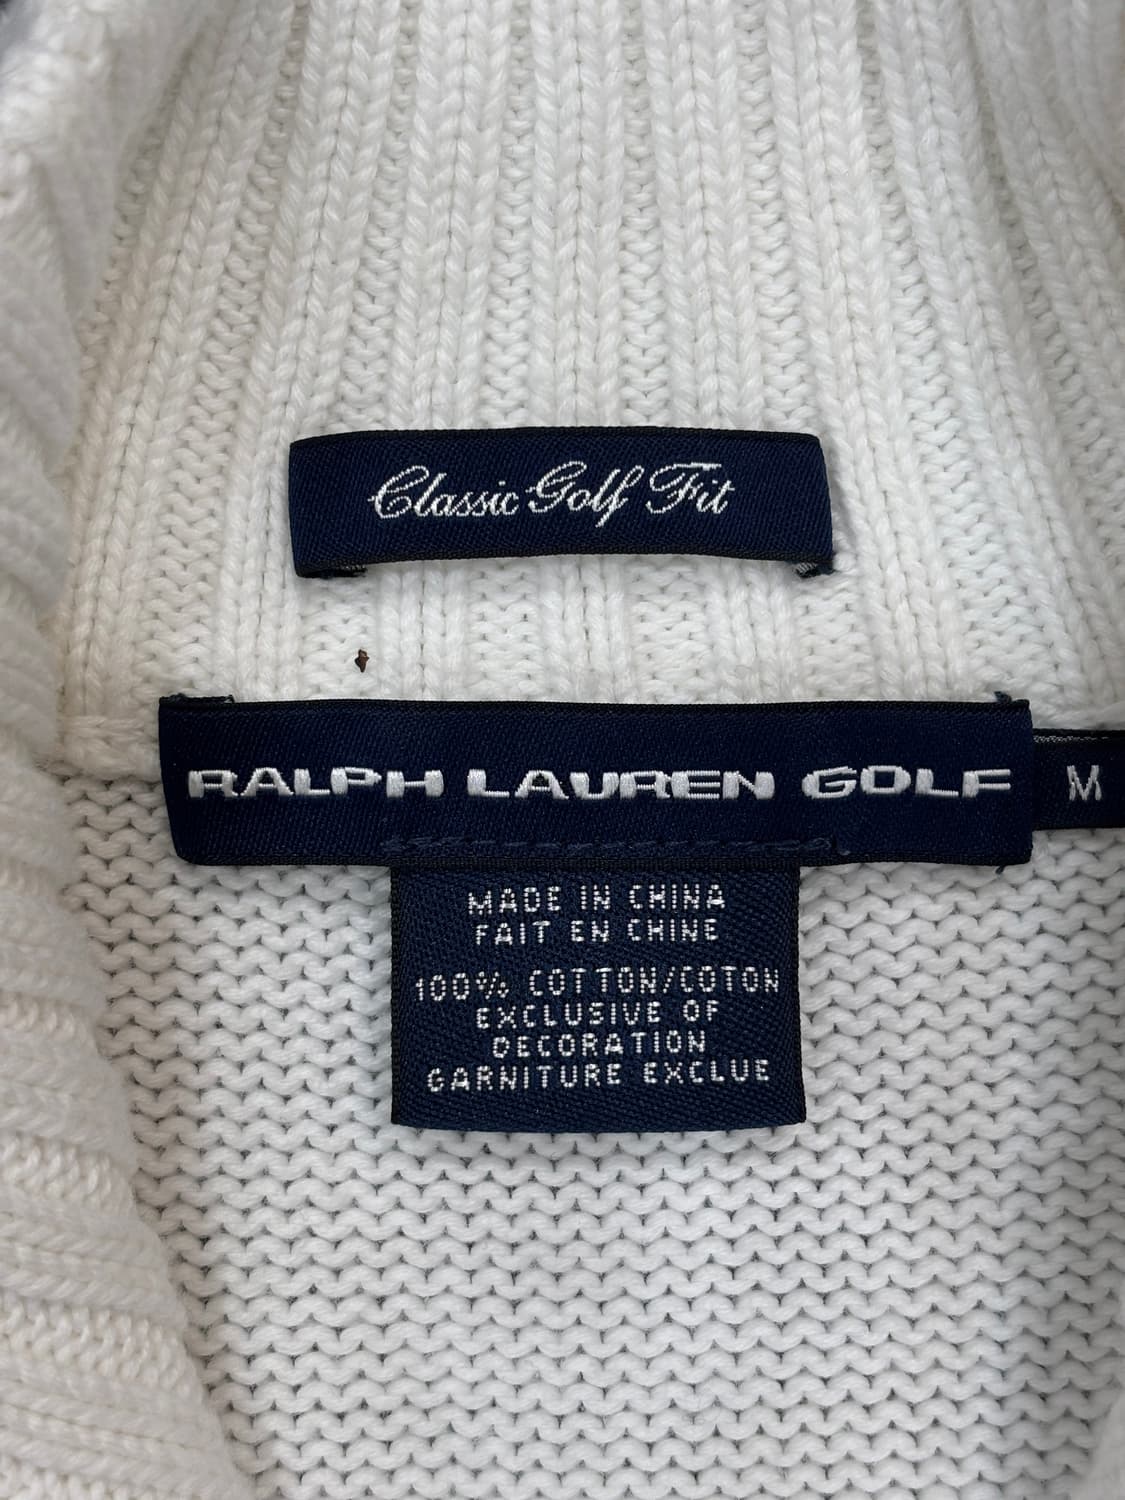 Classic Golf Fit
RALPH LAUREN GOLF
M
MADE IN CHINA
FAIT EN CHINE
100% COTTON/COTON
EXCLUSIVE OF
DECORATION
GARNITURE EXCLUE